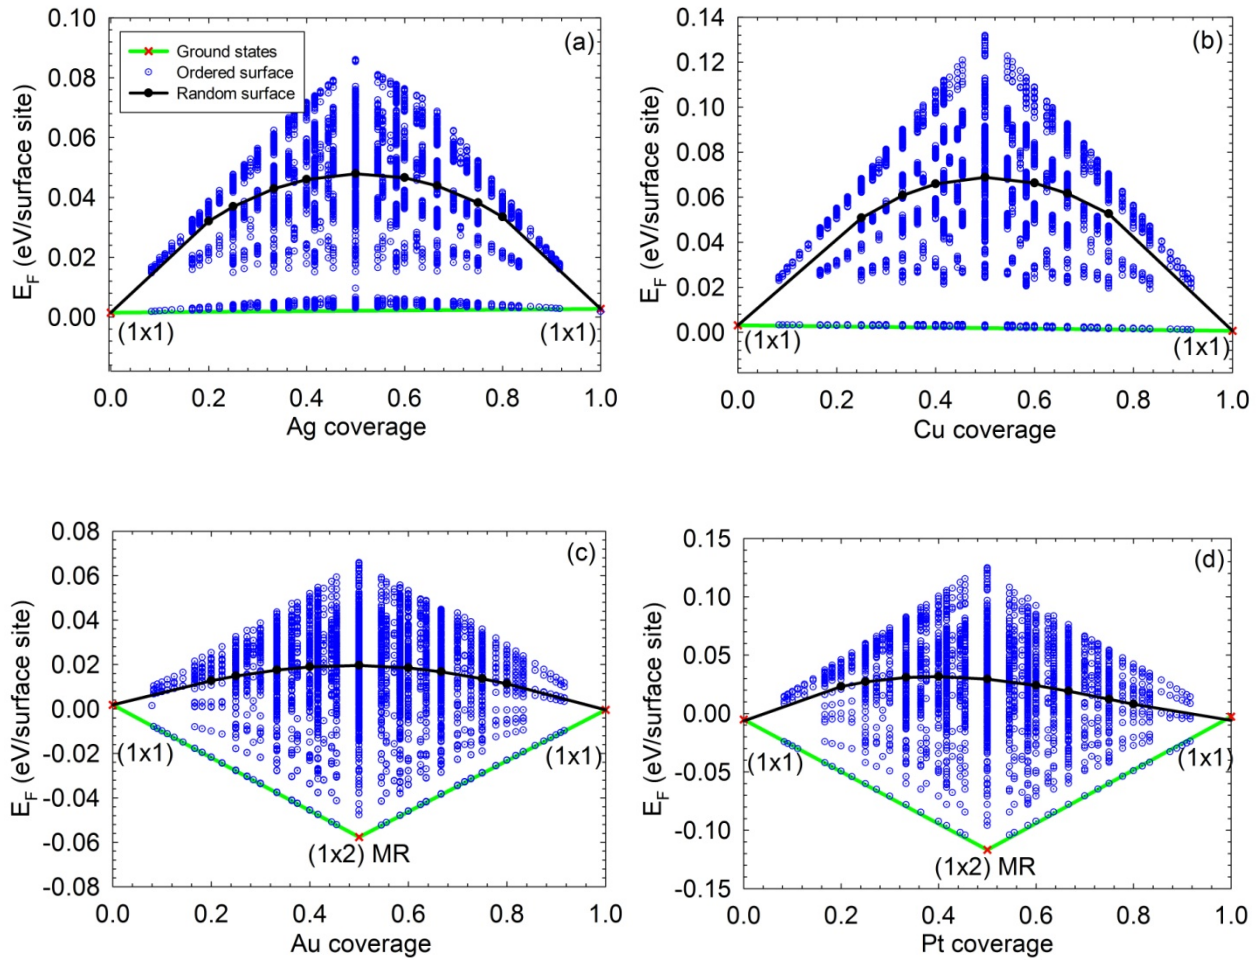 0.10
0.08
0.06
0.04
0.02
0.00
E_F (eV/surface site)
Ground states
Ordered surface
Random surface
(a)
(1x1)
(1x1)
0.0 0.2 0.4 0.6 0.8 1.0
Ag coverage
0.14
0.12
0.10
0.08
0.06
0.04
0.02
0.00
E_F (eV/surface site)
(b)
(1x1)
(1x1)
0.0 0.2 0.4 0.6 0.8 1.0
Cu coverage
0.08
0.06
0.04
0.02
0.00
-0.02
-0.04
-0.06
-0.08
E_F (eV/surface site)
(c)
(1x1)
(1x1)
(1x2) MR
0.0 0.2 0.4 0.6 0.8 1.0
Au coverage
0.15
0.10
0.05
0.00
-0.05
-0.10
-0.15
E_F (eV/surface site)
(d)
(1x1)
(1x1)
(1x2) MR
0.0 0.2 0.4 0.6 0.8 1.0
Pt coverage